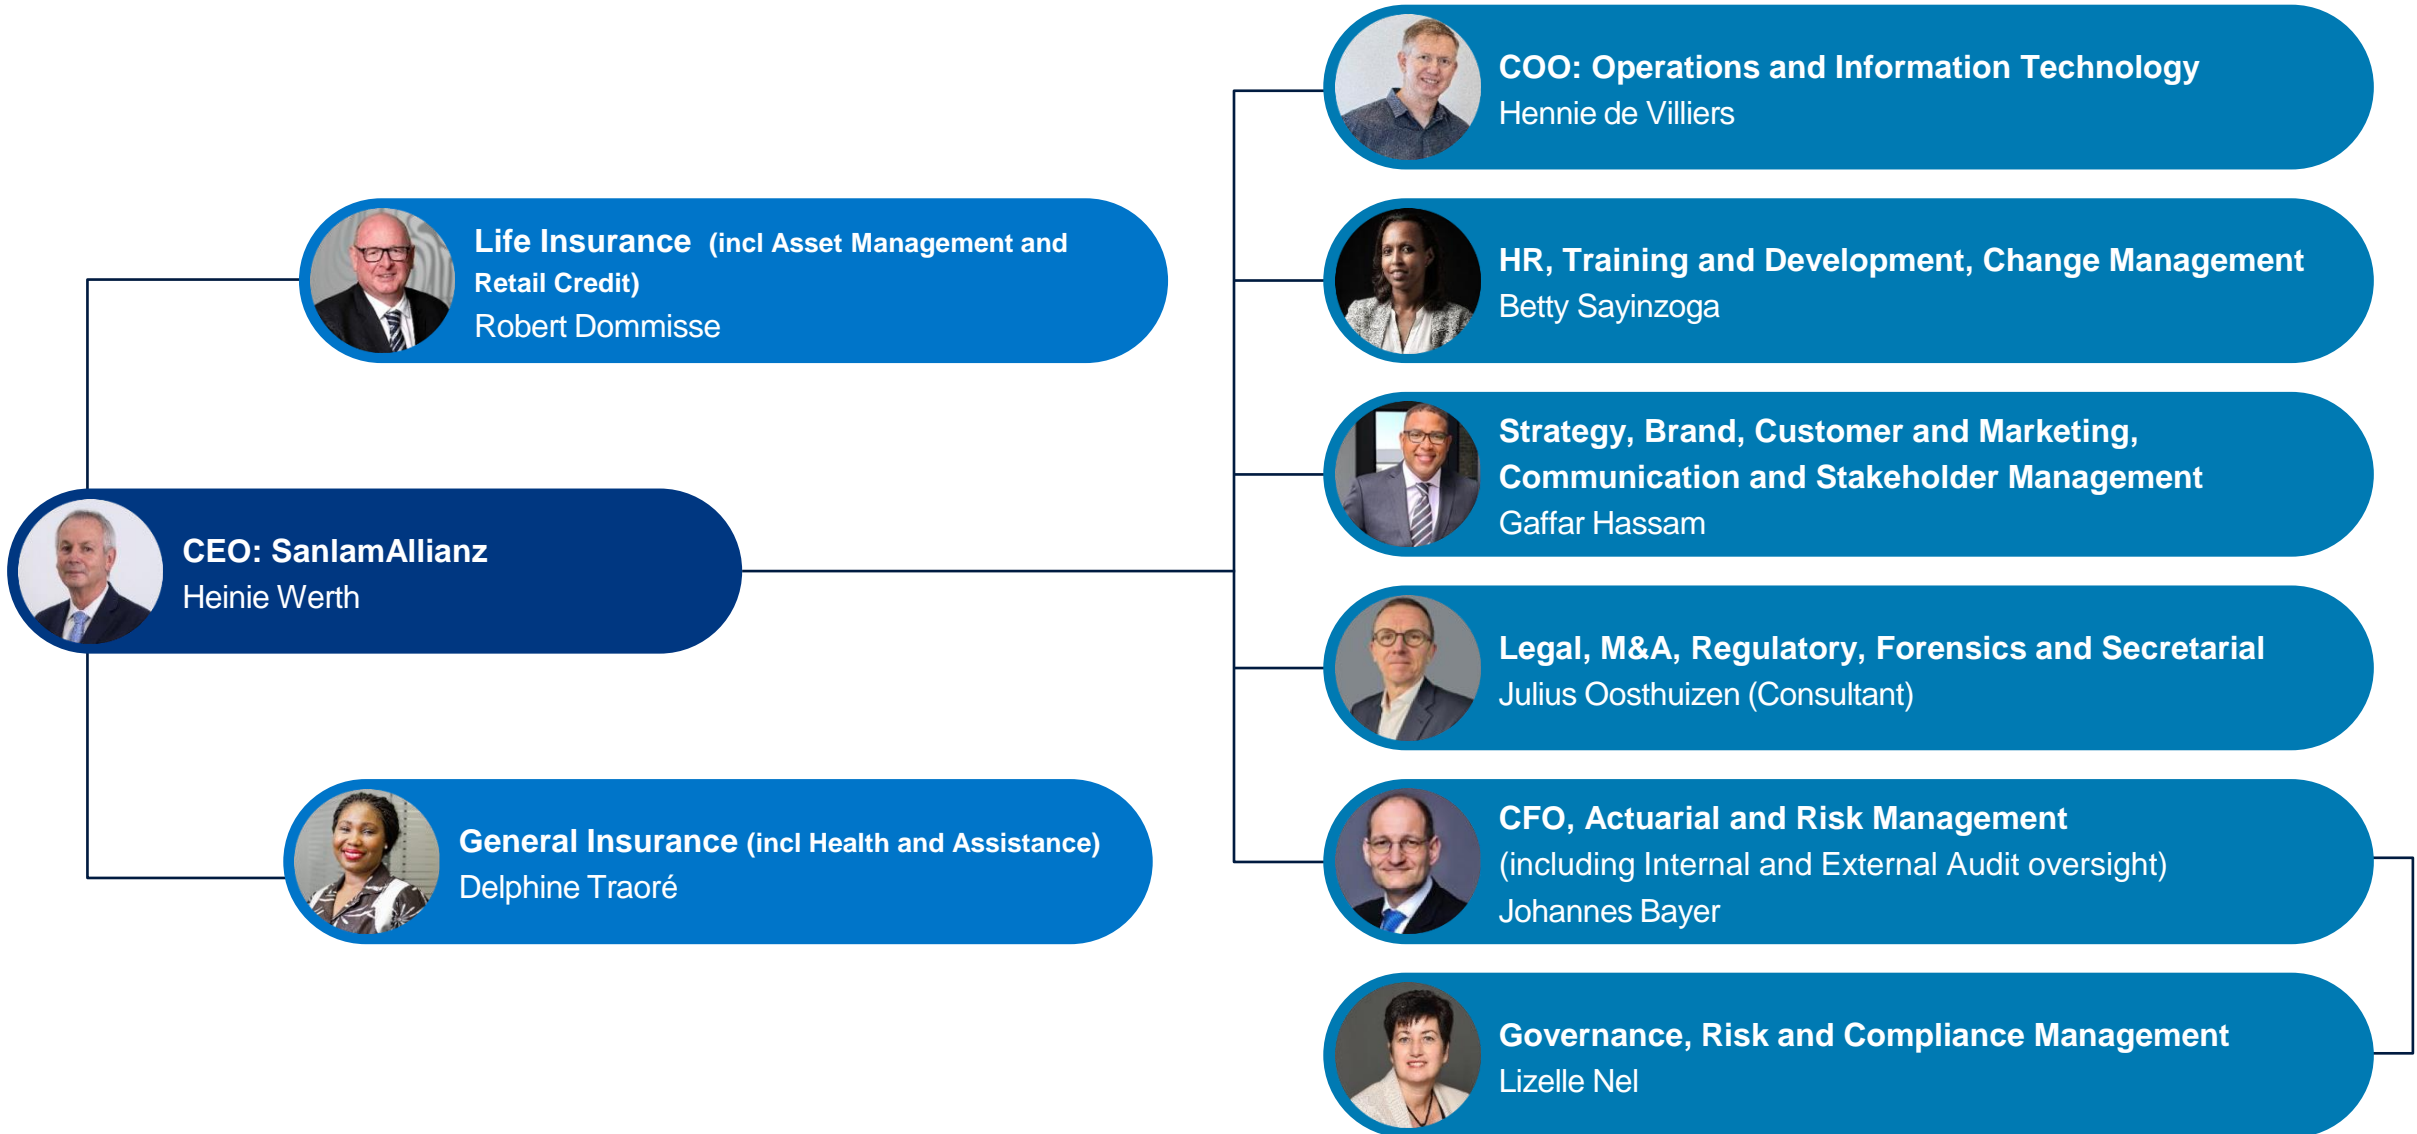 COO: Operations and Information Technology
Hennie de Villiers
Life Insurance (incl Asset Management and
Retail Credit)
Robert Dommisse
HR, Training and Development, Change Management
Betty Sayinzoga
Strategy, Brand, Customer and Marketing,
Communication and Stakeholder Management
Gaffar Hassam
CEO: SanlamAllianz
Heinie Werth
Legal, M&A, Regulatory, Forensics and Secretarial
Julius Oosthuizen (Consultant)
General Insurance (incl Health and Assistance)
Delphine Traoré
CFO, Actuarial and Risk Management
(including Internal and External Audit oversight)
Johannes Bayer
Governance, Risk and Compliance Management
Lizelle Nel